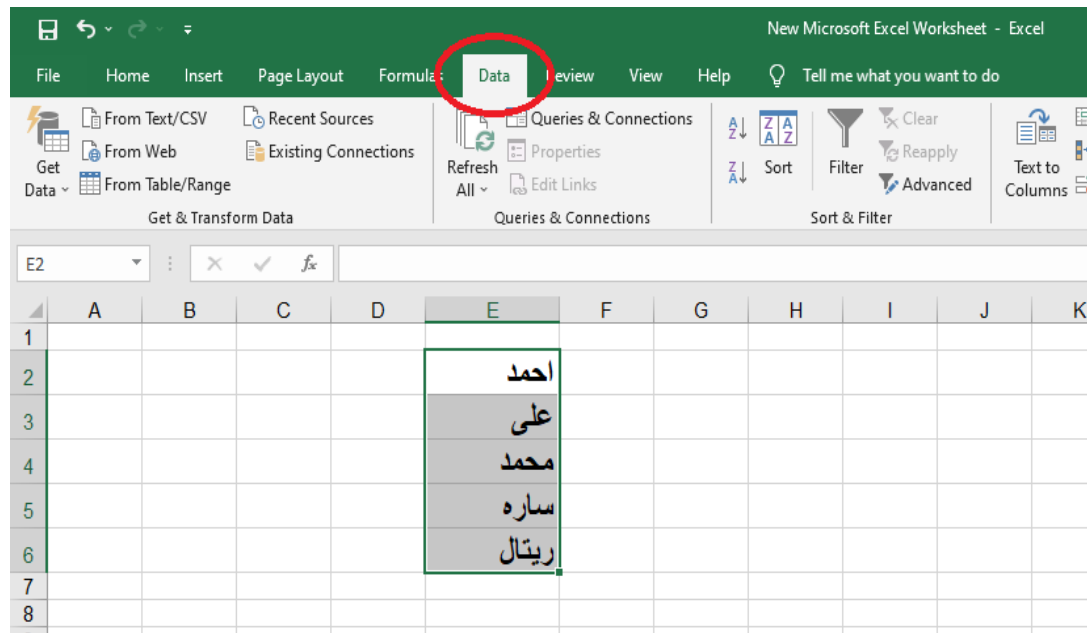 New Microsoft Excel Worksheet - Excel
File Home Insert Page Layout Formulas Data Review View Help Tell me what you want to do
From Text/CSV Recent Sources Queries & Connections Clear
From Web Existing Connections Properties Reapply
Get Data From Table/Range Refresh All Edit Links Sort Filter Advanced Text to Columns
Get & Transform Data Queries & Connections Sort & Filter
E2 fx
A B C D E F G H I J K
1
2 احمد
3 على
4 محمد
5 ساره
6 ريتال
7
8